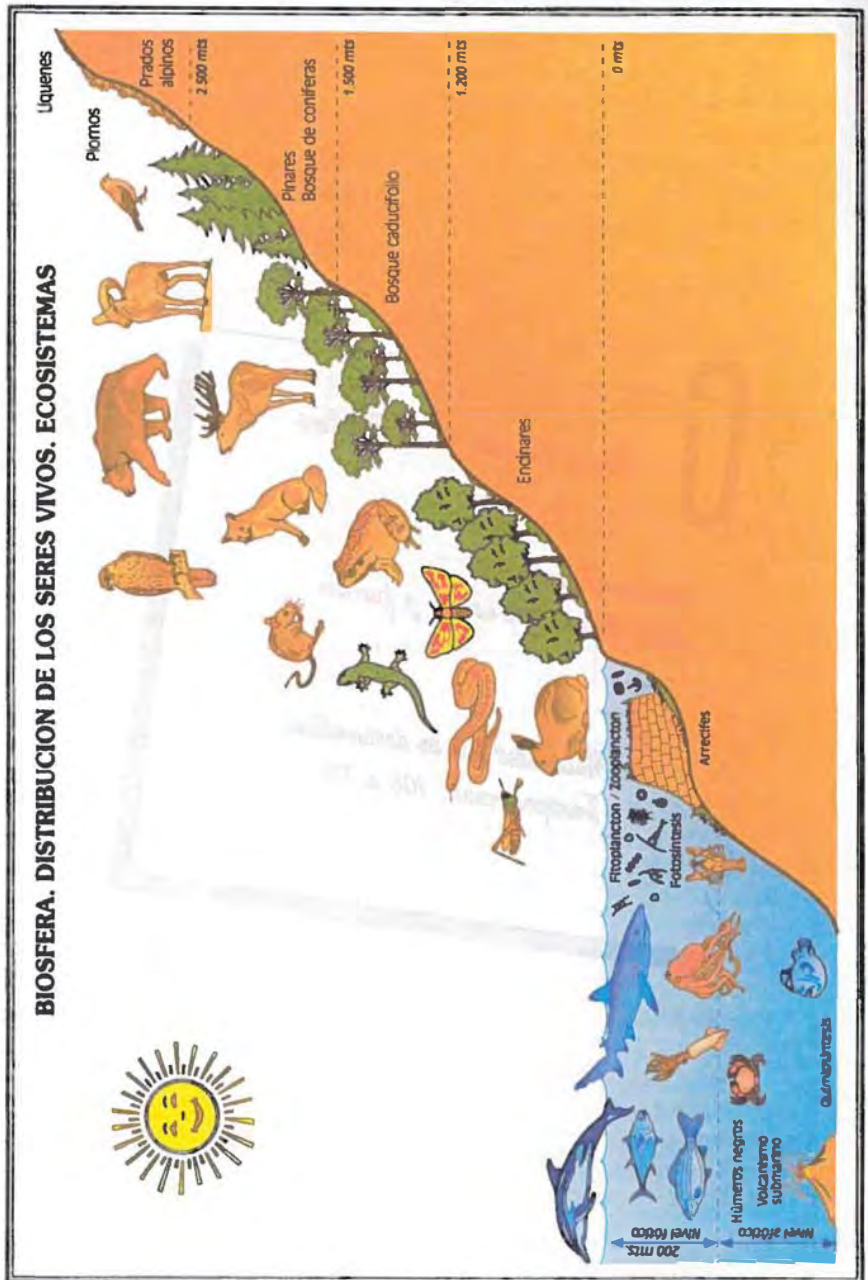 BIOSFERA. DISTRIBUCION DE LOS SERES VIVOS. ECOSISTEMAS
Líquenes
Piornos
Prados
alpinos
2 500 mts
Pinares
Bosque de coníferas
1.500 mts
Bosque caducifolio
1.200 mts
Encinares
0 mts
Fitoplancton / Zooplancton
Fotosíntesis
Arrecifes
200 mts.
Nivel fótico
Nivel afótico
Húmeros negros
Volcanismo
submarino
Quimiosíntesis